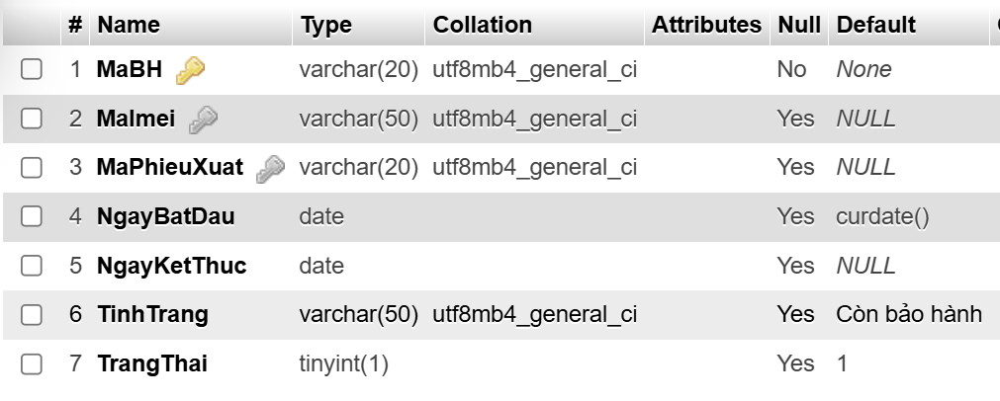 # Name Type Collation Attributes Null Default
1 MaBH varchar(20) utf8mb4_general_ci No None
2 MaImei varchar(50) utf8mb4_general_ci Yes NULL
3 MaPhieuXuat varchar(20) utf8mb4_general_ci Yes NULL
4 NgayBatDau date Yes curdate()
5 NgayKetThuc date Yes NULL
6 TinhTrang varchar(50) utf8mb4_general_ci Yes Còn bảo hành
7 TrangThai tinyint(1) Yes 1